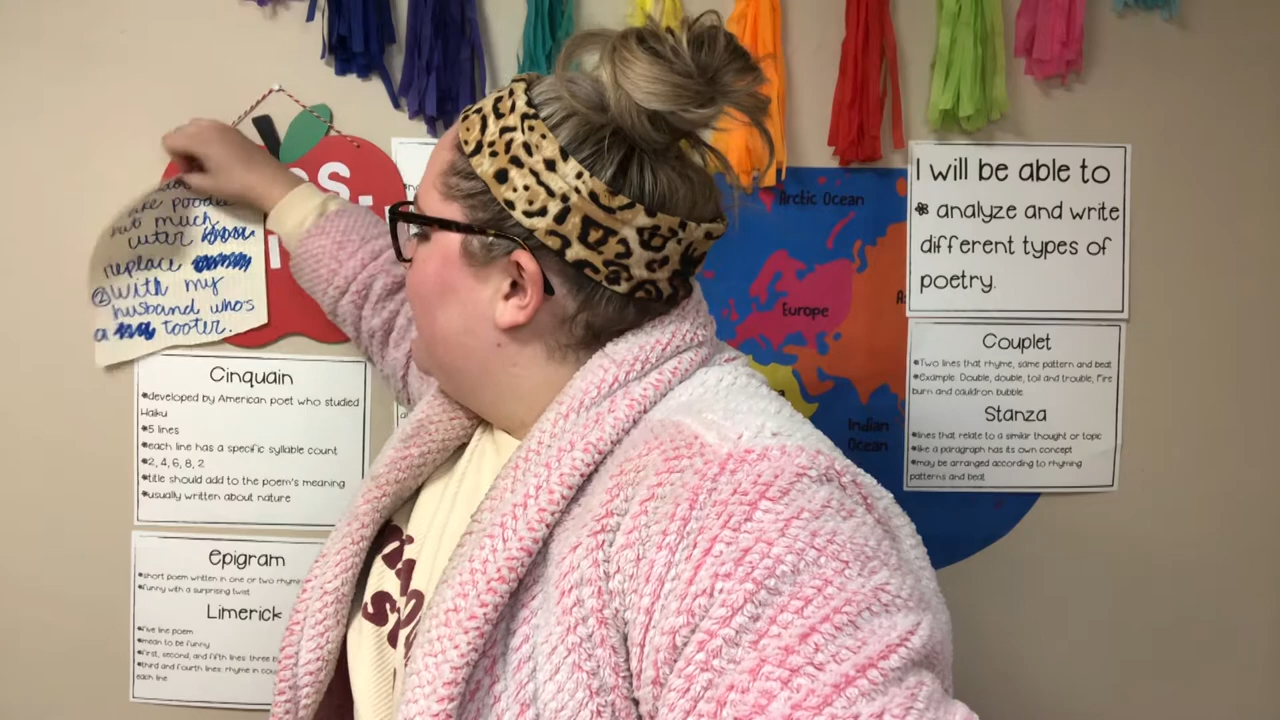 are poodle
but much
cuter
replace
② with my
husband who's
a tooter.
S.
Cinquain
*developed by American poet who studied
Haiku
*5 lines
*each line has a specific syllable count
*2, 4, 6, 8, 2
*title should add to the poem's meaning
*usually written about nature
Epigram
*short poem written in one or two
*funny with a surprising twist
Limerick
*five line poem
*mean to be funny
*first, second, and fifth lines: three
*third and fourth lines: rhyme in
each line
Arctic Ocean
Europe
Indian
Ocean
I will be able to
* analyze and write
different types of
poetry.
Couplet
*Two lines that rhyme, same pattern and beat
*Example: Double, double, toil and trouble, Fire
burn and cauldron bubble
Stanza
*lines that relate to a similar thought or topic
*like a paragraph has its own concept
*may be arranged according to rhyming
patterns and beat